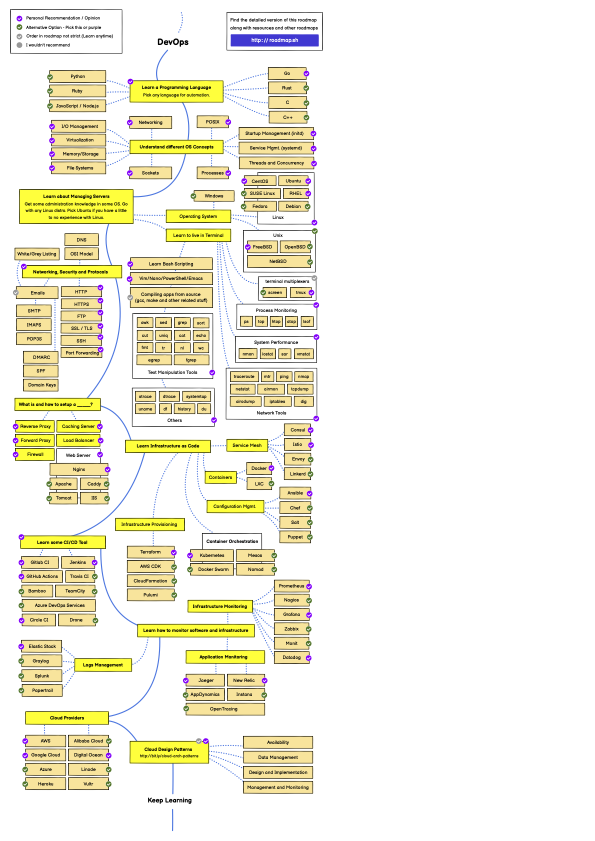 Personal Recommendation / Opinion
Alternative Option - Pick this or purple
Order in roadmap not strict (Learn anytime)
I wouldn't recommend
Find the detailed version of this roadmap
along with resources and other roadmaps
http://roadmap.sh
DevOps
Learn a Programming Language
Pick any language for automation.
Python
Ruby
JavaScript / Nodejs
Go
Rust
C
C++
Understand different OS Concepts
Networking
POSIX
I/O Management
Virtualization
Memory/Storage
File Systems
Sockets
Processes
Startup Management (initd)
Service Mgmt. (systemd)
Threads and Concurrency
Learn about Managing Servers
Get some administration knowledge in some OS. Go
with any Linux distro. Pick Ubuntu if you have a little
to no experience with Linux.
Windows
Operating System
Learn to live in Terminal
CentOS
Ubuntu
SUSE Linux
RHEL
Fedora
Debian
Linux
Unix
FreeBSD
OpenBSD
NetBSD
DNS
White/Grey Listing
OSI Model
Networking, Security and Protocols
Emails
SMTP
IMAPS
POP3S
DMARC
SPF
Domain Keys
HTTP
HTTPS
FTP
SSL / TLS
SSH
Port Forwarding
Learn Bash Scripting
Vim/Nano/PowerShell/Emacs
Compiling apps from source
(gcc, make and other related stuff)
awk
sed
grep
sort
cut
uniq
cat
echo
fmt
tr
nl
wc
egrep
fgrep
Text Manipulation Tools
strace
dtrace
systemtap
uname
df
history
du
Others
terminal multiplexers
screen
tmux
Process Monitoring
ps
top
htop
atop
lsof
System Performance
nmon
iostat
sar
vmstat
traceroute
mtr
ping
nmap
netstat
airmon
tcpdump
airodump
iptables
dig
Network Tools
What is and how to setup a _____?
Reverse Proxy
Caching Server
Forward Proxy
Load Balancer
Firewall
Web Server
Nginx
Apache
Caddy
Tomcat
IIS
Learn Infrastructure as Code
Service Mesh
Consul
Istio
Envoy
Linkerd
Containers
Docker
LXC
Configuration Mgmt.
Ansible
Chef
Salt
Puppet
Infrastructure Provisioning
Terraform
AWS CDK
CloudFormation
Pulumi
Container Orchestration
Kubernetes
Mesos
Docker Swarm
Nomad
Learn some CI/CD Tool
Gitlab CI
Jenkins
GitHub Actions
Travis CI
Bamboo
TeamCity
Azure DevOps Services
Circle CI
Drone
Infrastructure Monitoring
Prometheus
Nagios
Grafana
Zabbix
Monit
Datadog
Learn how to monitor software and infrastructure
Logs Management
Elastic Stack
Graylog
Splunk
Papertrail
Application Monitoring
Jaeger
New Relic
AppDynamics
Instana
OpenTracing
Cloud Providers
AWS
Alibaba Cloud
Google Cloud
Digital Ocean
Azure
Linode
Heroku
Vultr
Cloud Design Patterns
http://bit.ly/cloud-arch-patterns
Availability
Data Management
Design and Implementation
Management and Monitoring
Keep Learning